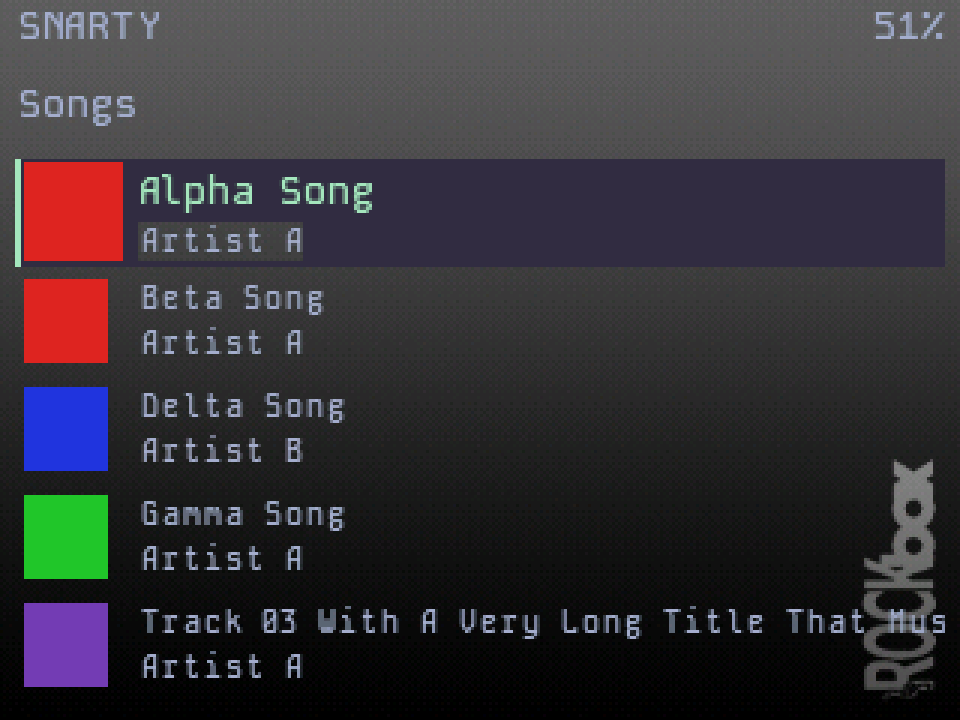 SNARTY 51%
Songs
Alpha Song
Artist A
Beta Song
Artist A
Delta Song
Artist B
Gamma Song
Artist A
Track 03 With A Very Long Title That Mus
Artist A
ROCKbox